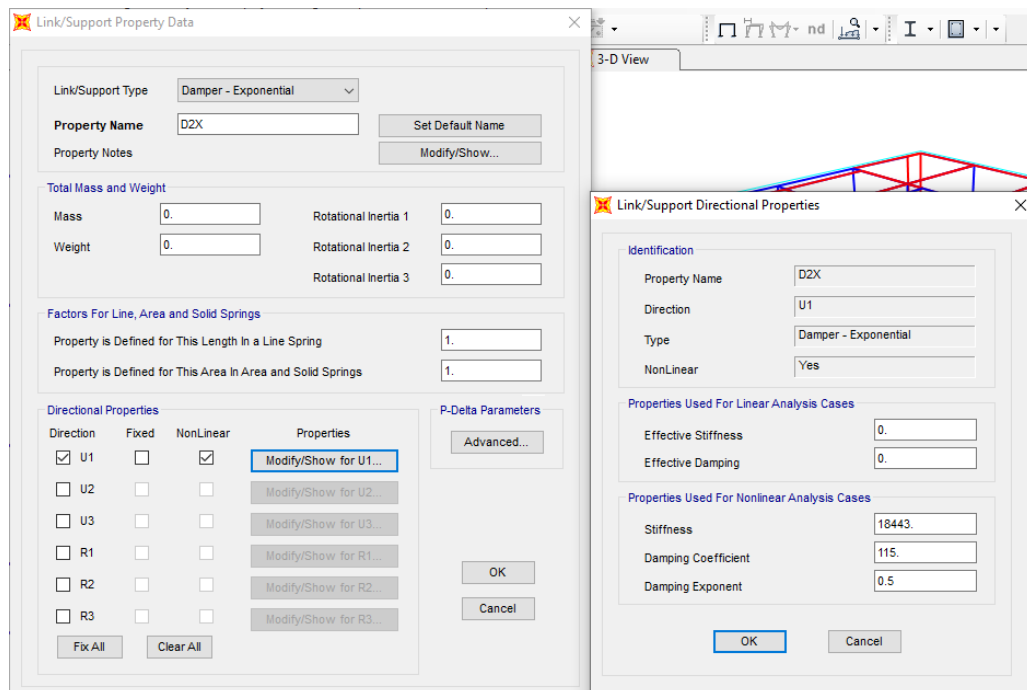 Link/Support Property Data
Link/Support Type
Damper - Exponential
Property Name
D2X
Set Default Name
Property Notes
Modify/Show...
Total Mass and Weight
Mass
0.
Rotational Inertia 1
0.
Weight
0.
Rotational Inertia 2
0.
Rotational Inertia 3
0.
Factors For Line, Area and Solid Springs
Property is Defined for This Length In a Line Spring
1.
Property is Defined for This Area In Area and Solid Springs
1.
Directional Properties
Direction Fixed NonLinear Properties
U1
Modify/Show for U1...
U2
Modify/Show for U2...
U3
Modify/Show for U3...
R1
Modify/Show for R1...
R2
Modify/Show for R2...
R3
Modify/Show for R3...
Fix All
Clear All
P-Delta Parameters
Advanced...
OK
Cancel
nd
3-D View
Link/Support Directional Properties
Identification
Property Name
D2X
Direction
U1
Type
Damper - Exponential
NonLinear
Yes
Properties Used For Linear Analysis Cases
Effective Stiffness
0.
Effective Damping
0.
Properties Used For Nonlinear Analysis Cases
Stiffness
18443.
Damping Coefficient
115.
Damping Exponent
0.5
OK
Cancel